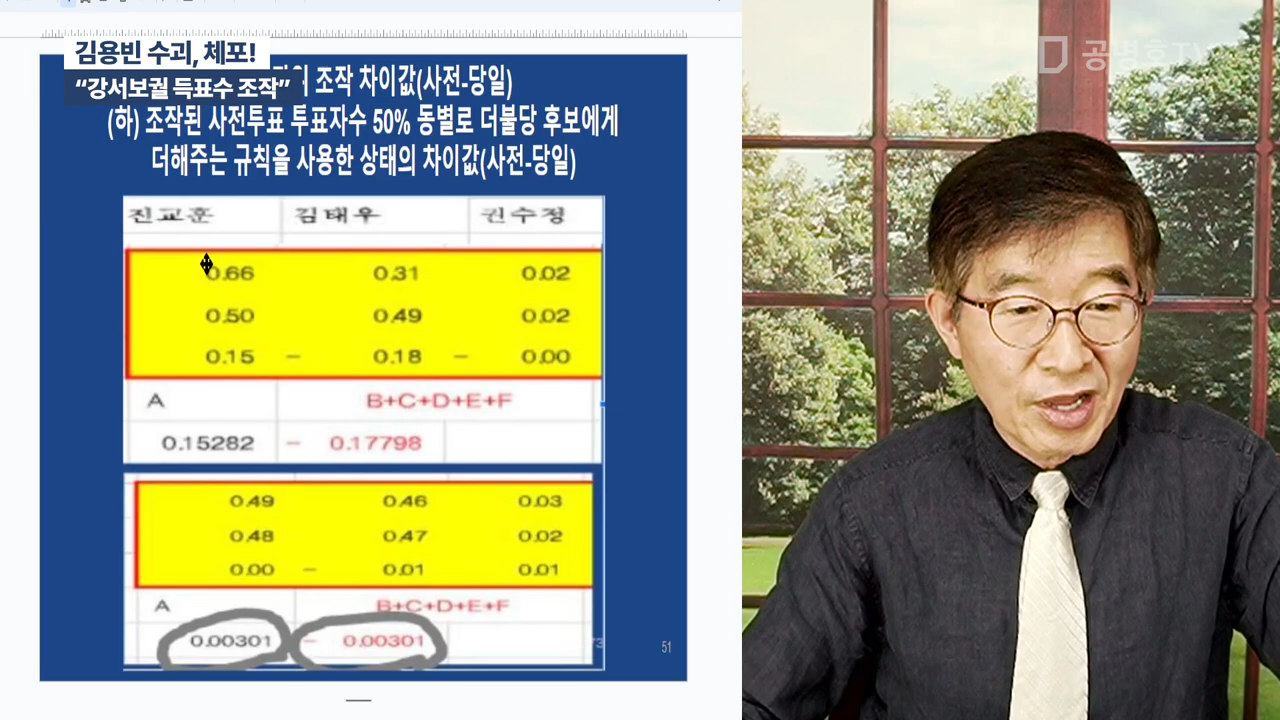 김용빈 수괴, 체포!
“강서보궐 득표수 조작”
조작 차이값(사전-당일)
(하) 조작된 사전투표 투표자수 50% 동별로 더불당 후보에게
더해주는 규칙을 사용한 상태의 차이값(사전-당일)
진교훈 김태우 권수정
0.66 0.31 0.02
0.50 0.49 0.02
0.15 - 0.18 - 0.00
A B+C+D+E+F
0.15282 - 0.17798
0.49 0.46 0.03
0.48 0.47 0.02
0.00 - 0.01 0.01
A B+C+D+E+F
0.00301 - 0.00301
51
공병호TV